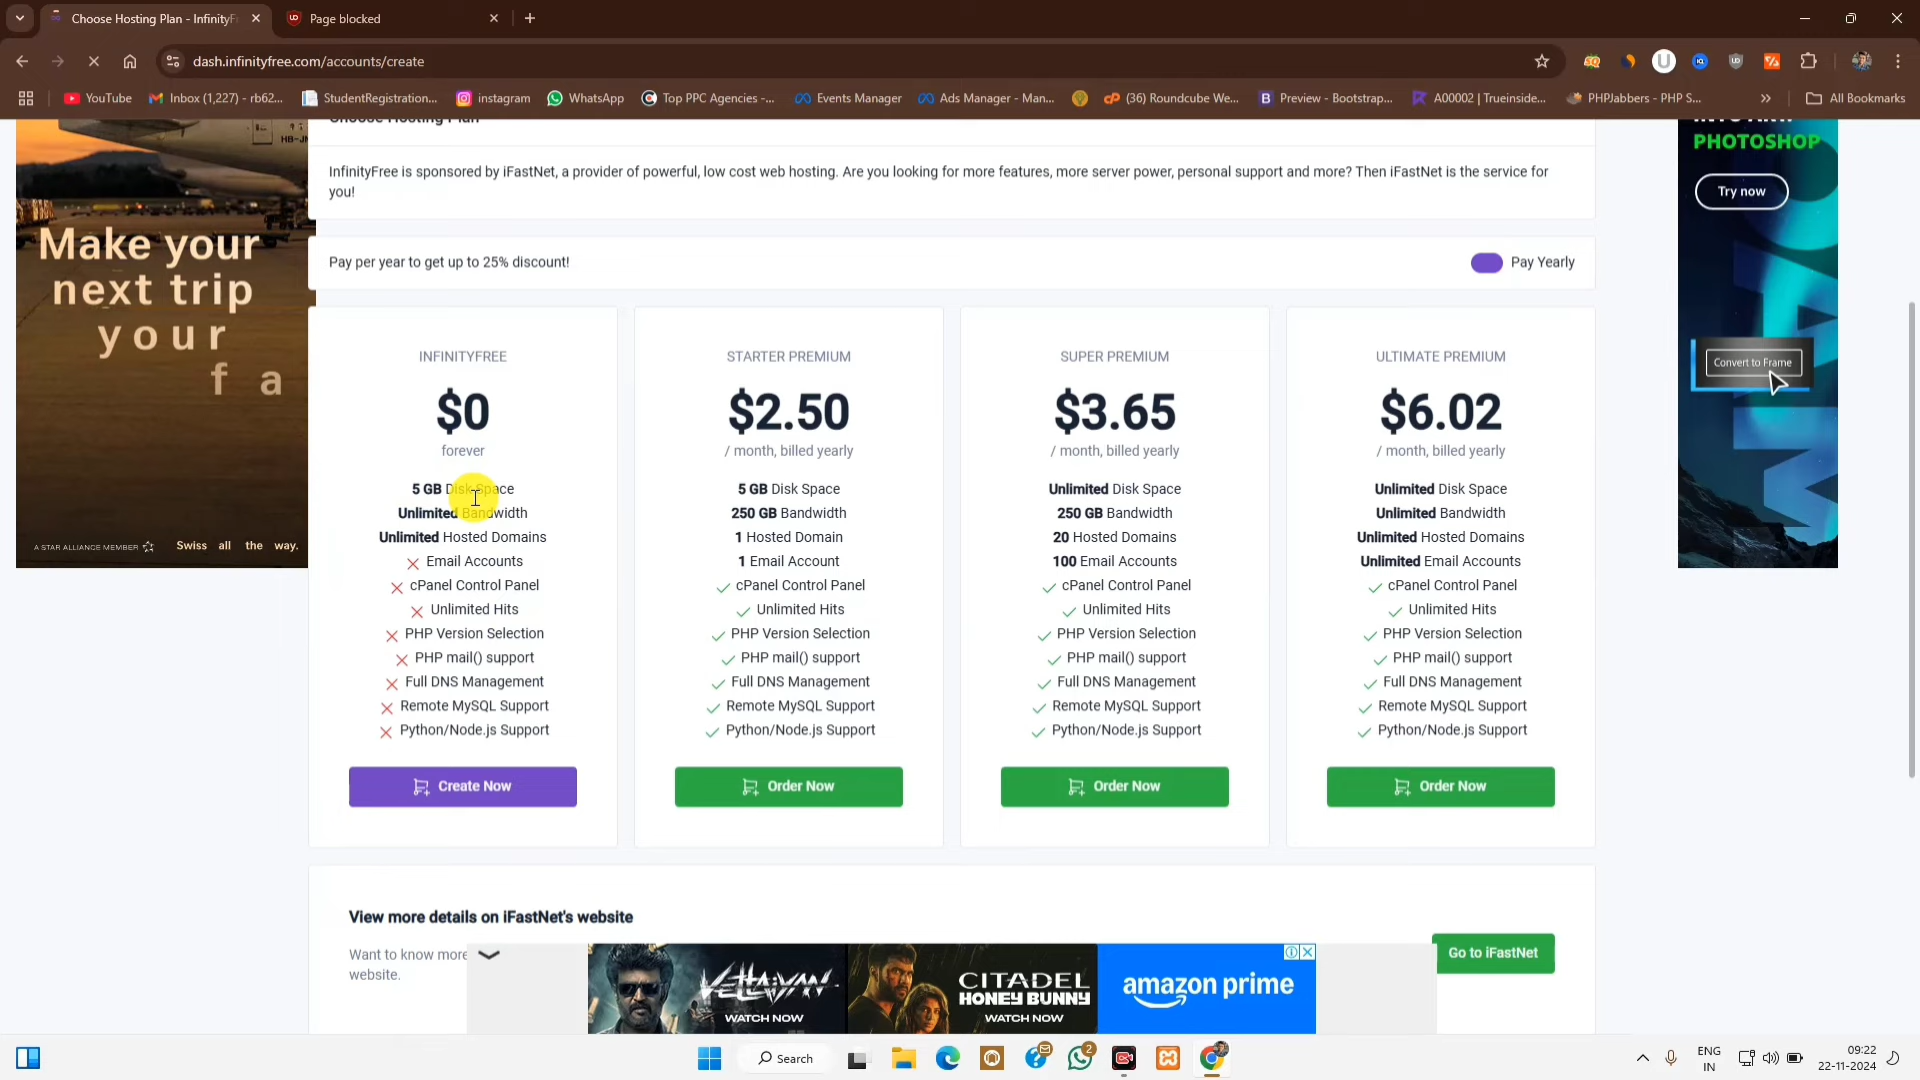 Choose Hosting Plan - InfinityF
Page blocked
dash.infinityfree.com/accounts/create
YouTube
Inbox (1,227) - rb62...
StudentRegistration...
instagram
WhatsApp
Top PPC Agencies -...
Events Manager
Ads Manager - Man...
(36) Roundcube We...
Preview - Bootstrap...
A00002 | Trueinside...
PHPJabbers - PHP S...
All Bookmarks
Choose Hosting Plan
InfinityFree is sponsored by iFastNet, a provider of powerful, low cost web hosting. Are you looking for more features, more server power, personal support and more? Then iFastNet is the service for
you!
Pay per year to get up to 25% discount!
Pay Yearly
INFINITYFREE
$0
forever
5 GB Disk Space
Unlimited Bandwidth
Unlimited Hosted Domains
Email Accounts
cPanel Control Panel
Unlimited Hits
PHP Version Selection
PHP mail() support
Full DNS Management
Remote MySQL Support
Python/Node.js Support
Create Now
STARTER PREMIUM
$2.50
/ month, billed yearly
5 GB Disk Space
250 GB Bandwidth
1 Hosted Domain
1 Email Account
cPanel Control Panel
Unlimited Hits
PHP Version Selection
PHP mail() support
Full DNS Management
Remote MySQL Support
Python/Node.js Support
Order Now
SUPER PREMIUM
$3.65
/ month, billed yearly
Unlimited Disk Space
250 GB Bandwidth
20 Hosted Domains
100 Email Accounts
cPanel Control Panel
Unlimited Hits
PHP Version Selection
PHP mail() support
Full DNS Management
Remote MySQL Support
Python/Node.js Support
Order Now
ULTIMATE PREMIUM
$6.02
/ month, billed yearly
Unlimited Disk Space
Unlimited Bandwidth
Unlimited Hosted Domains
Unlimited Email Accounts
cPanel Control Panel
Unlimited Hits
PHP Version Selection
PHP mail() support
Full DNS Management
Remote MySQL Support
Python/Node.js Support
Order Now
View more details on iFastNet's website
Want to know more
website.
Go to iFastNet
HB-JN
Make your
next trip
your
f a
A STAR ALLIANCE MEMBER
Swiss all the way.
PHOTOSHOP
Try now
Convert to Frame
VETTAIYAN
WATCH NOW
CITADEL
HONEY BUNNY
WATCH NOW
amazon prime
Search
2
ENG
IN
09:22
22-11-2024